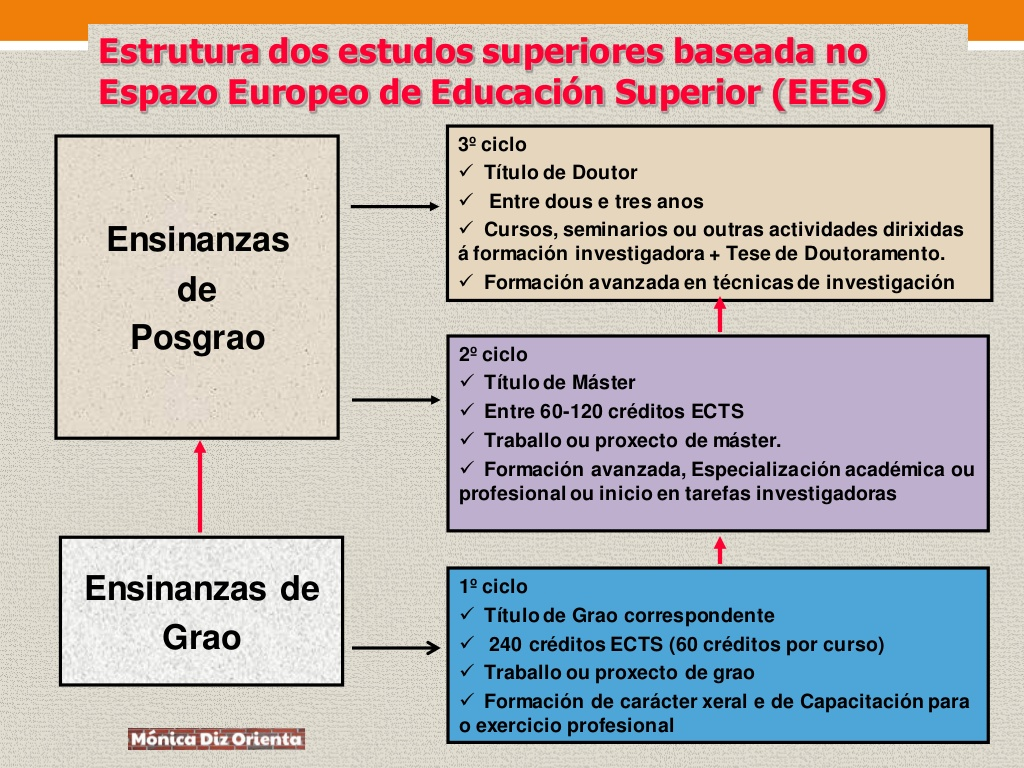 Estrutura dos estudos superiores baseada no
Espazo Europeo de Educación Superior (EEES)
Ensinanzas
de
Posgrao
3º ciclo
✓ Título de Doutor
✓ Entre dous e tres anos
✓ Cursos, seminarios ou outras actividades dirixidas
á formación investigadora + Tese de Doutoramento.
✓ Formación avanzada en técnicas de investigación
2º ciclo
✓ Título de Máster
✓ Entre 60-120 créditos ECTS
✓ Traballo ou proxecto de máster.
✓ Formación avanzada, Especialización académica ou
profesional ou inicio en tarefas investigadoras
Ensinanzas de
Grao
1º ciclo
✓ Título de Grao correspondente
✓ 240 créditos ECTS (60 créditos por curso)
✓ Traballo ou proxecto de grao
✓ Formación de carácter xeral e de Capacitación para
o exercicio profesional
Mónica Diz Orienta